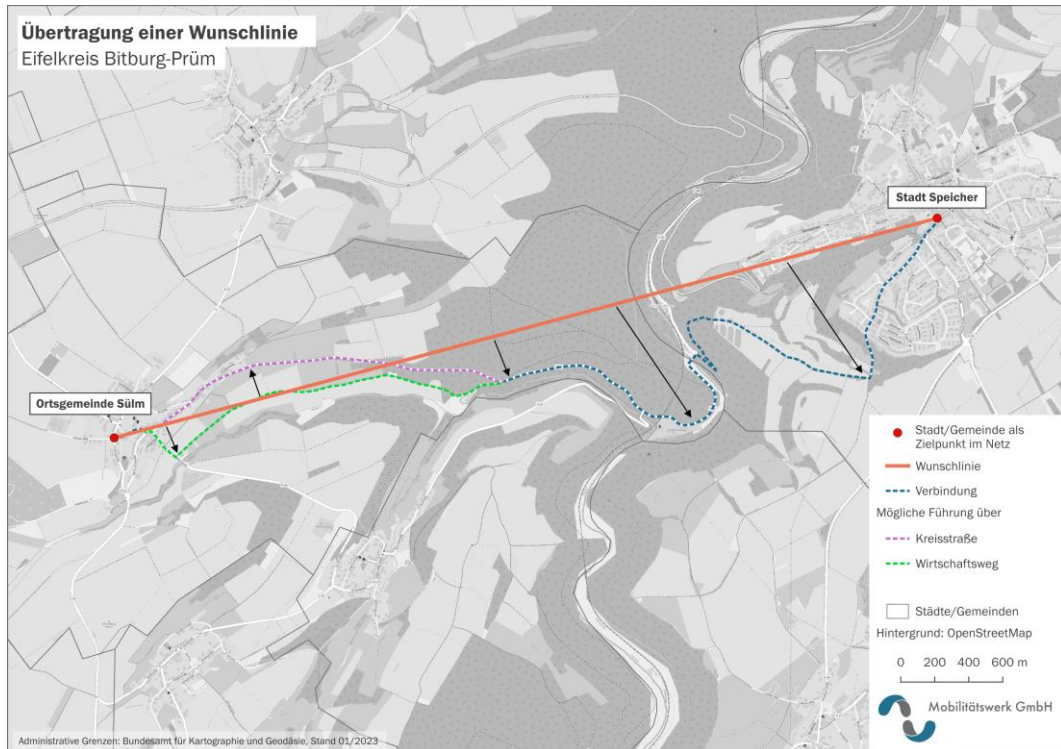 Übertragung einer Wunschlinie
Eifelkreis Bitburg-Prüm
Stadt Speicher
Ortsgemeinde Sülm
Stadt/Gemeinde als
Zielpunkt im Netz
Wunschlinie
Verbindung
Mögliche Führung über
Kreisstraße
Wirtschaftsweg
Städte/Gemeinden
Hintergrund: OpenStreetMap
0 200 400 600 m
Mobilitätswerk GmbH
Administrative Grenzen: Bundesamt für Kartographie und Geodäsie, Stand 01/2023